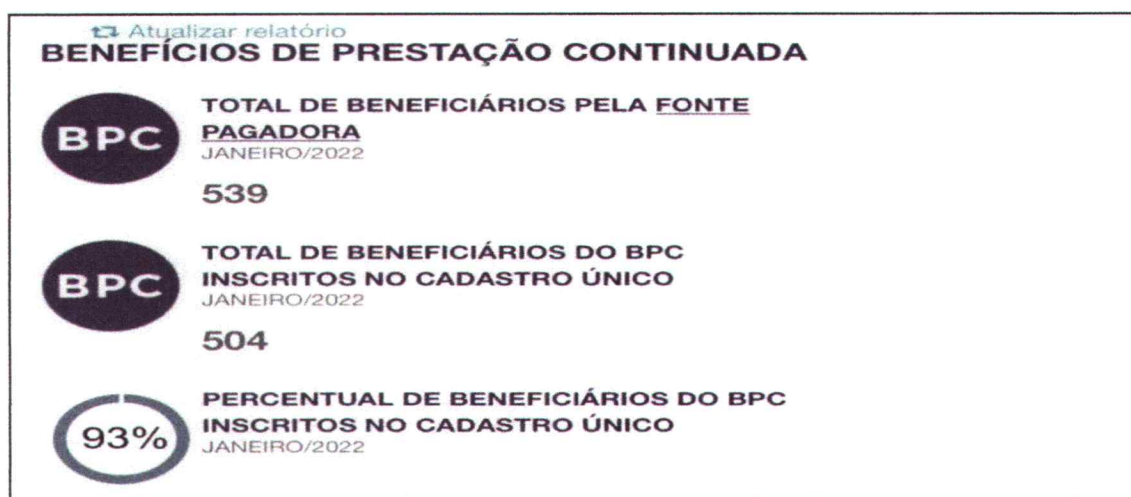 Atualizar relatório
BENEFÍCIOS DE PRESTAÇÃO CONTINUADA
BPC
TOTAL DE BENEFICIÁRIOS PELA FONTE
PAGADORA
JANEIRO/2022
539
BPC
TOTAL DE BENEFICIÁRIOS DO BPC
INSCRITOS NO CADASTRO ÚNICO
JANEIRO/2022
504
93%
PERCENTUAL DE BENEFICIÁRIOS DO BPC
INSCRITOS NO CADASTRO ÚNICO
JANEIRO/2022